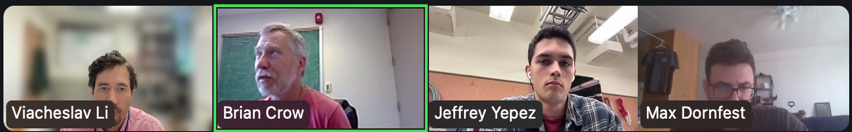 Viacheslav Li
Brian Crow
Jeffrey Yepez
Max Dornfest